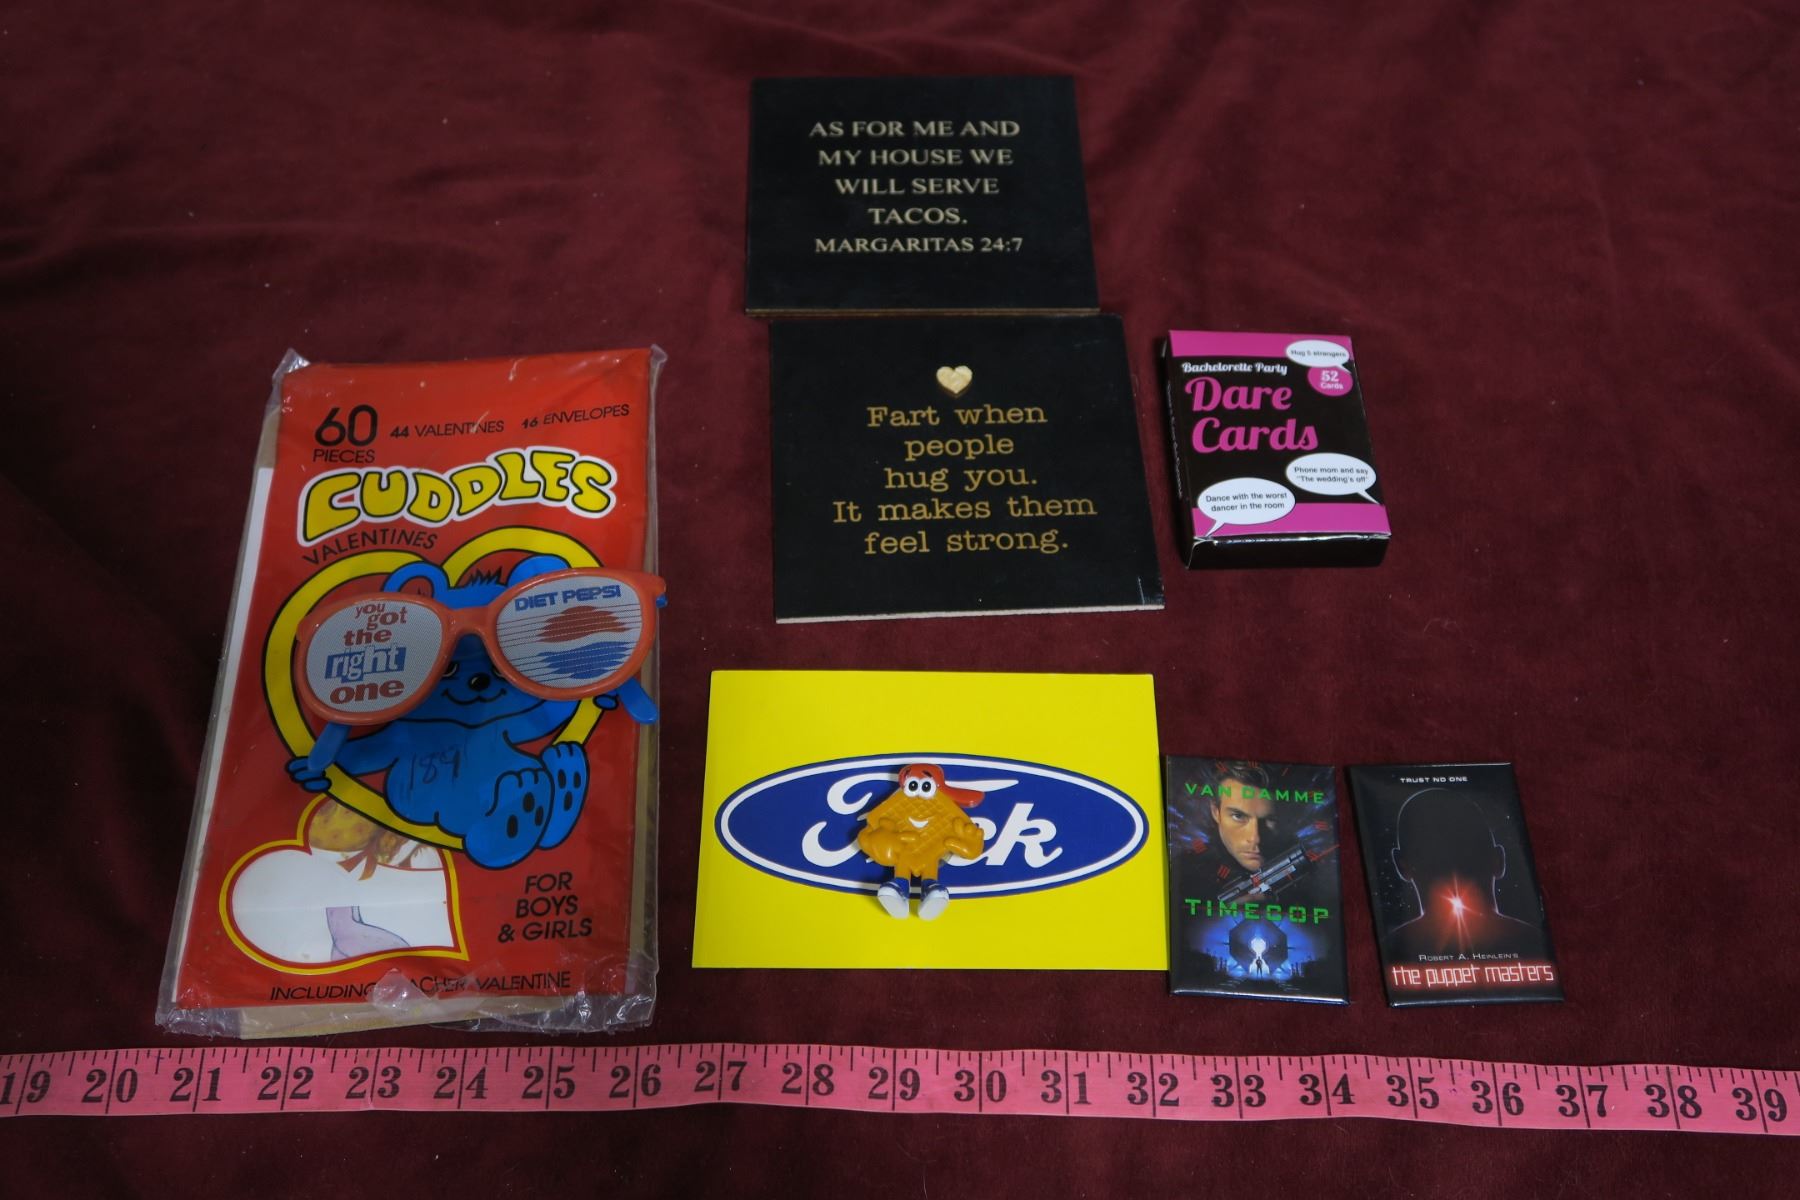 AS FOR ME AND
MY HOUSE WE
WILL SERVE
TACOS.
MARGARITAS 24:7
Fart when
people
hug you.
It makes them
feel strong.
Hug 5 strangers
Bachelorette Party
52
Cards
Dare
Cards
Phone mom and say
"The wedding's off"
Dance with the worst
dancer in the room
60
PIECES
44 VALENTINES
16 ENVELOPES
CUDDLES
VALENTINES
you
got
the
right
one
DIET PEPSI
189
FOR
BOYS
& GIRLS
INCLUDING
VALENTINE
VAN DAMME
TIMECOP
TRUST NO ONE
ROBERT A. HEINLEIN'S
the puppet masters
19 20 21 22 23 24 25 26 27 28 29 30 31 32 33 34 35 36 37 38 39